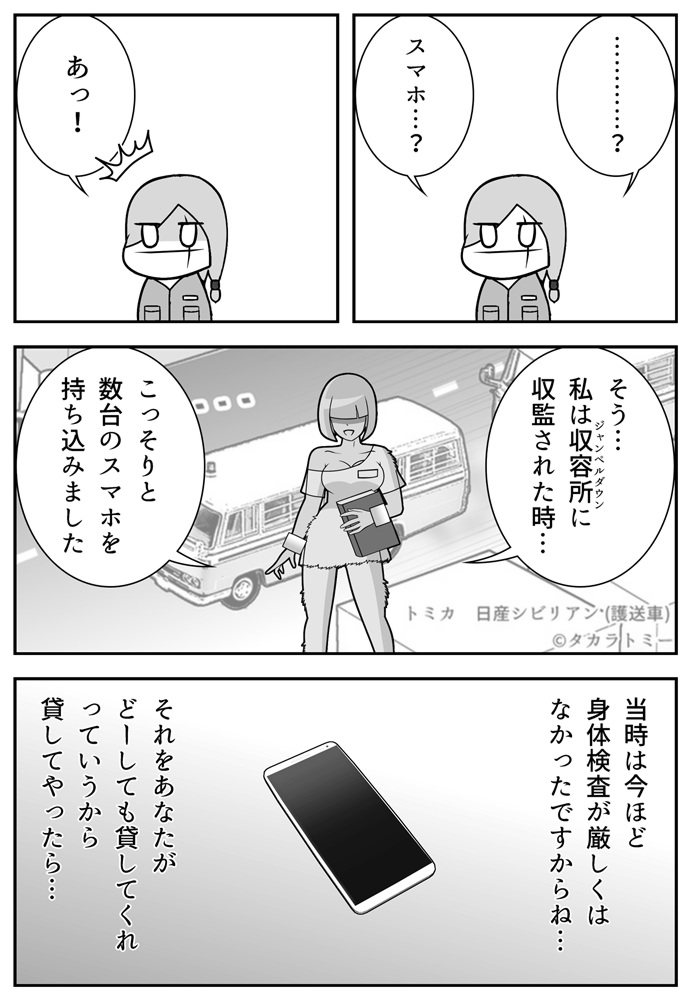 …………？
スマホ…？
あっ！
そう…
私は収容所に
ジャンベルダウン
収監された時…
こっそりと
数台のスマホを
持ち込みました
トミカ　日産シビリアン(護送車)
©タカラトミー
当時は今ほど
身体検査が厳しくは
なかったですからね…
それをあなたが
どーしても貸してくれ
っていうから
貸してやったら…